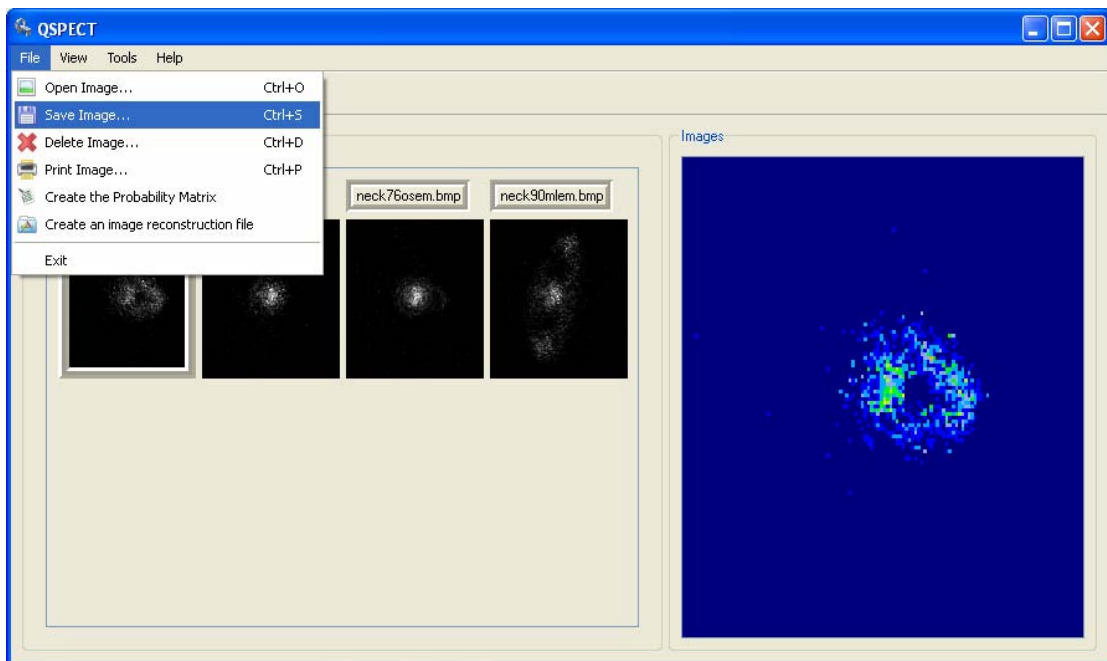 QSPECT
File View Tools Help
Open Image... Ctrl+O
Save Image... Ctrl+S
Delete Image... Ctrl+D
Print Image... Ctrl+P
Create the Probability Matrix
Create an image reconstruction file
Exit
Images
neck76osem.bmp neck90mlem.bmp